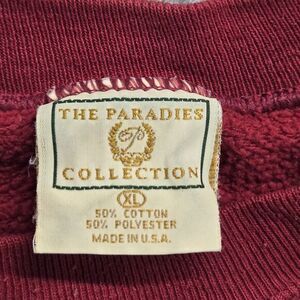 THE PARADIES
COLLECTION
XL
50% COTTON
50% POLYESTER
MADE IN U.S.A.